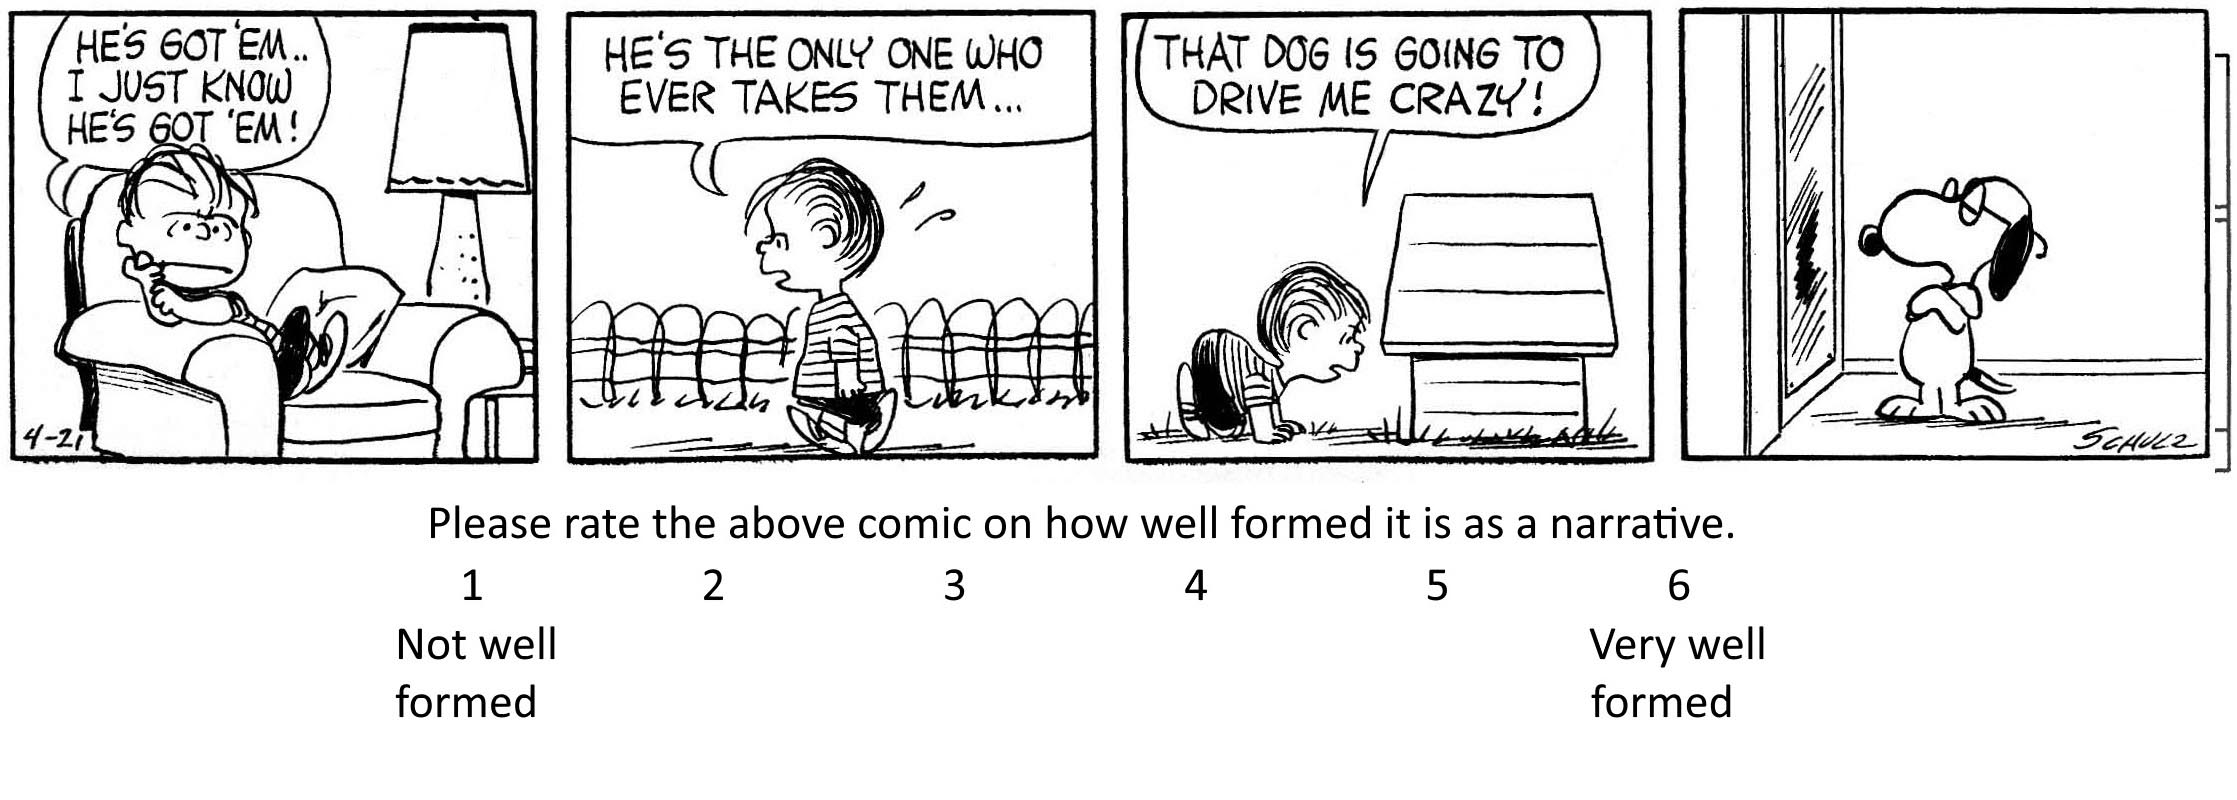 HE'S GOT 'EM..
I JUST KNOW
HE'S GOT 'EM!
4-21
HE'S THE ONLY ONE WHO
EVER TAKES THEM...
THAT DOG IS GOING TO
DRIVE ME CRAZY!
SCHULZ
Please rate the above comic on how well formed it is as a narrative.
1 2 3 4 5 6
Not well
formed
Very well
formed